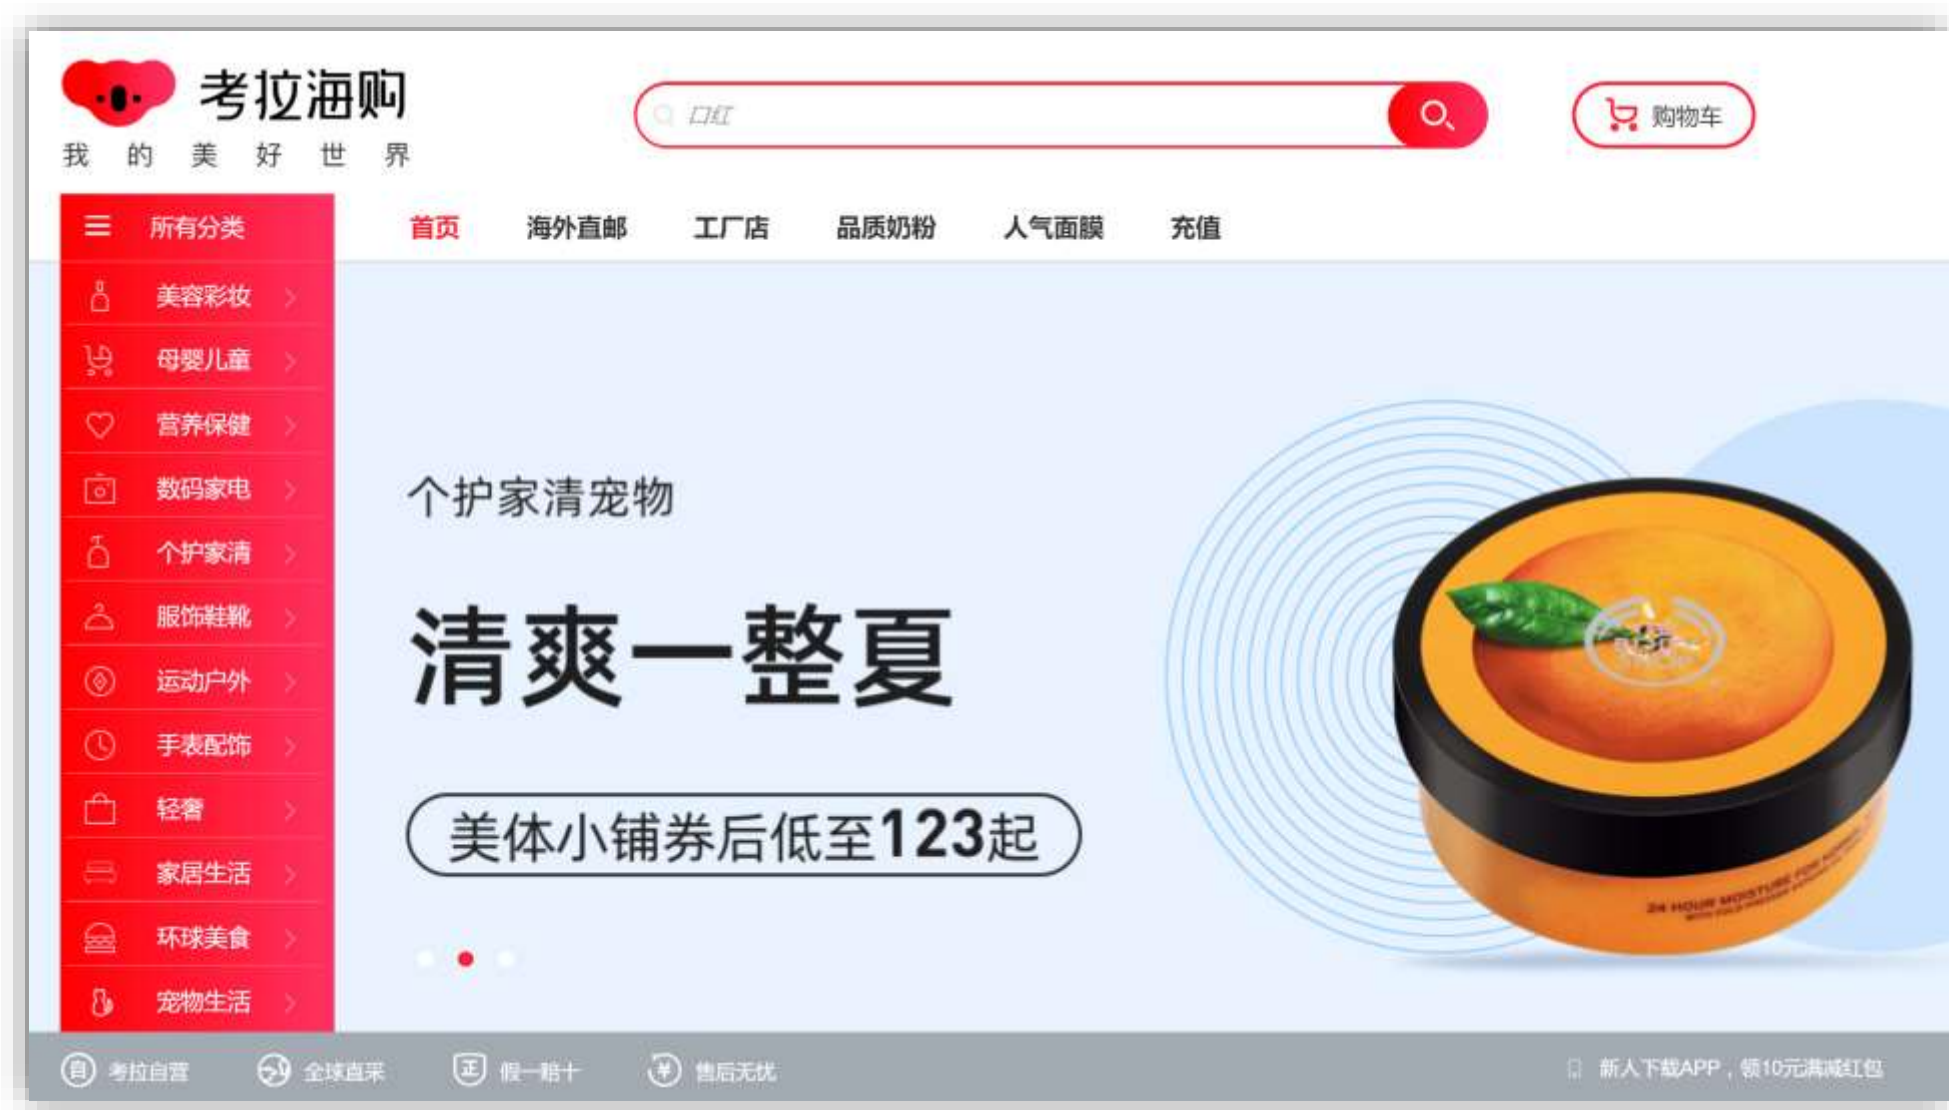 考拉海购
我的美好世界
口红
购物车
所有分类
首页 海外直邮 工厂店 品质奶粉 人气面膜 充值
美容彩妆
母婴儿童
营养保健
数码家电
个护家清
服饰鞋靴
运动户外
手表配饰
轻奢
家居生活
环球美食
宠物生活
个护家清宠物
清爽一整夏
美体小铺券后低至123起
24 HOUR MOISTURE FOR
自 考拉自营 全球直采 正 假一赔十 ¥ 售后无忧
新人下载APP，领10元满减红包